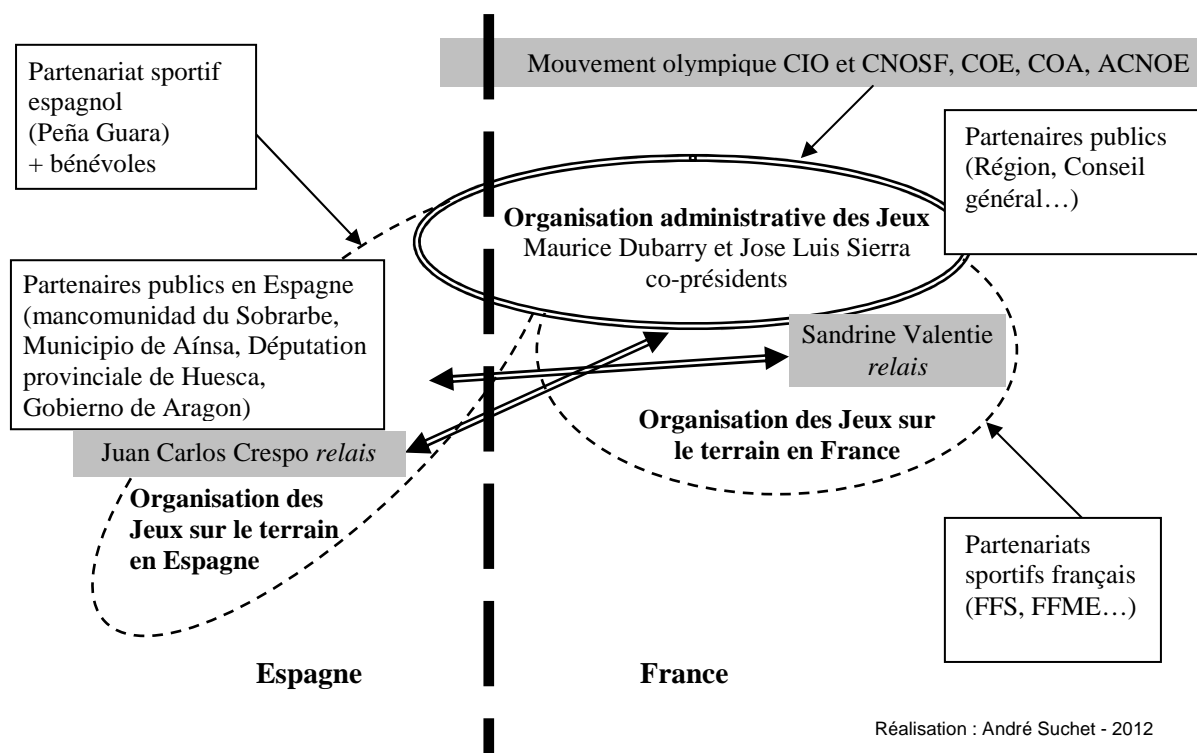 Mouvement olympique CIO et CNOSF, COE, COA, ACNOE
Partenariat sportif
espagnol
(Peña Guara)
+ bénévoles
Partenaires publics
(Région, Conseil
général…)
Organisation administrative des Jeux
Maurice Dubarry et Jose Luis Sierra
co-présidents
Partenaires publics en Espagne
(mancomunidad du Sobrarbe,
Municipio de Aínsa, Députation
provinciale de Huesca,
Gobierno de Aragon)
Sandrine Valentie
relais
Organisation des Jeux sur
le terrain en France
Juan Carlos Crespo relais
Organisation des
Jeux sur le terrain
en Espagne
Partenariats
sportifs français
(FFS, FFME…)
Espagne
France
Réalisation : André Suchet - 2012